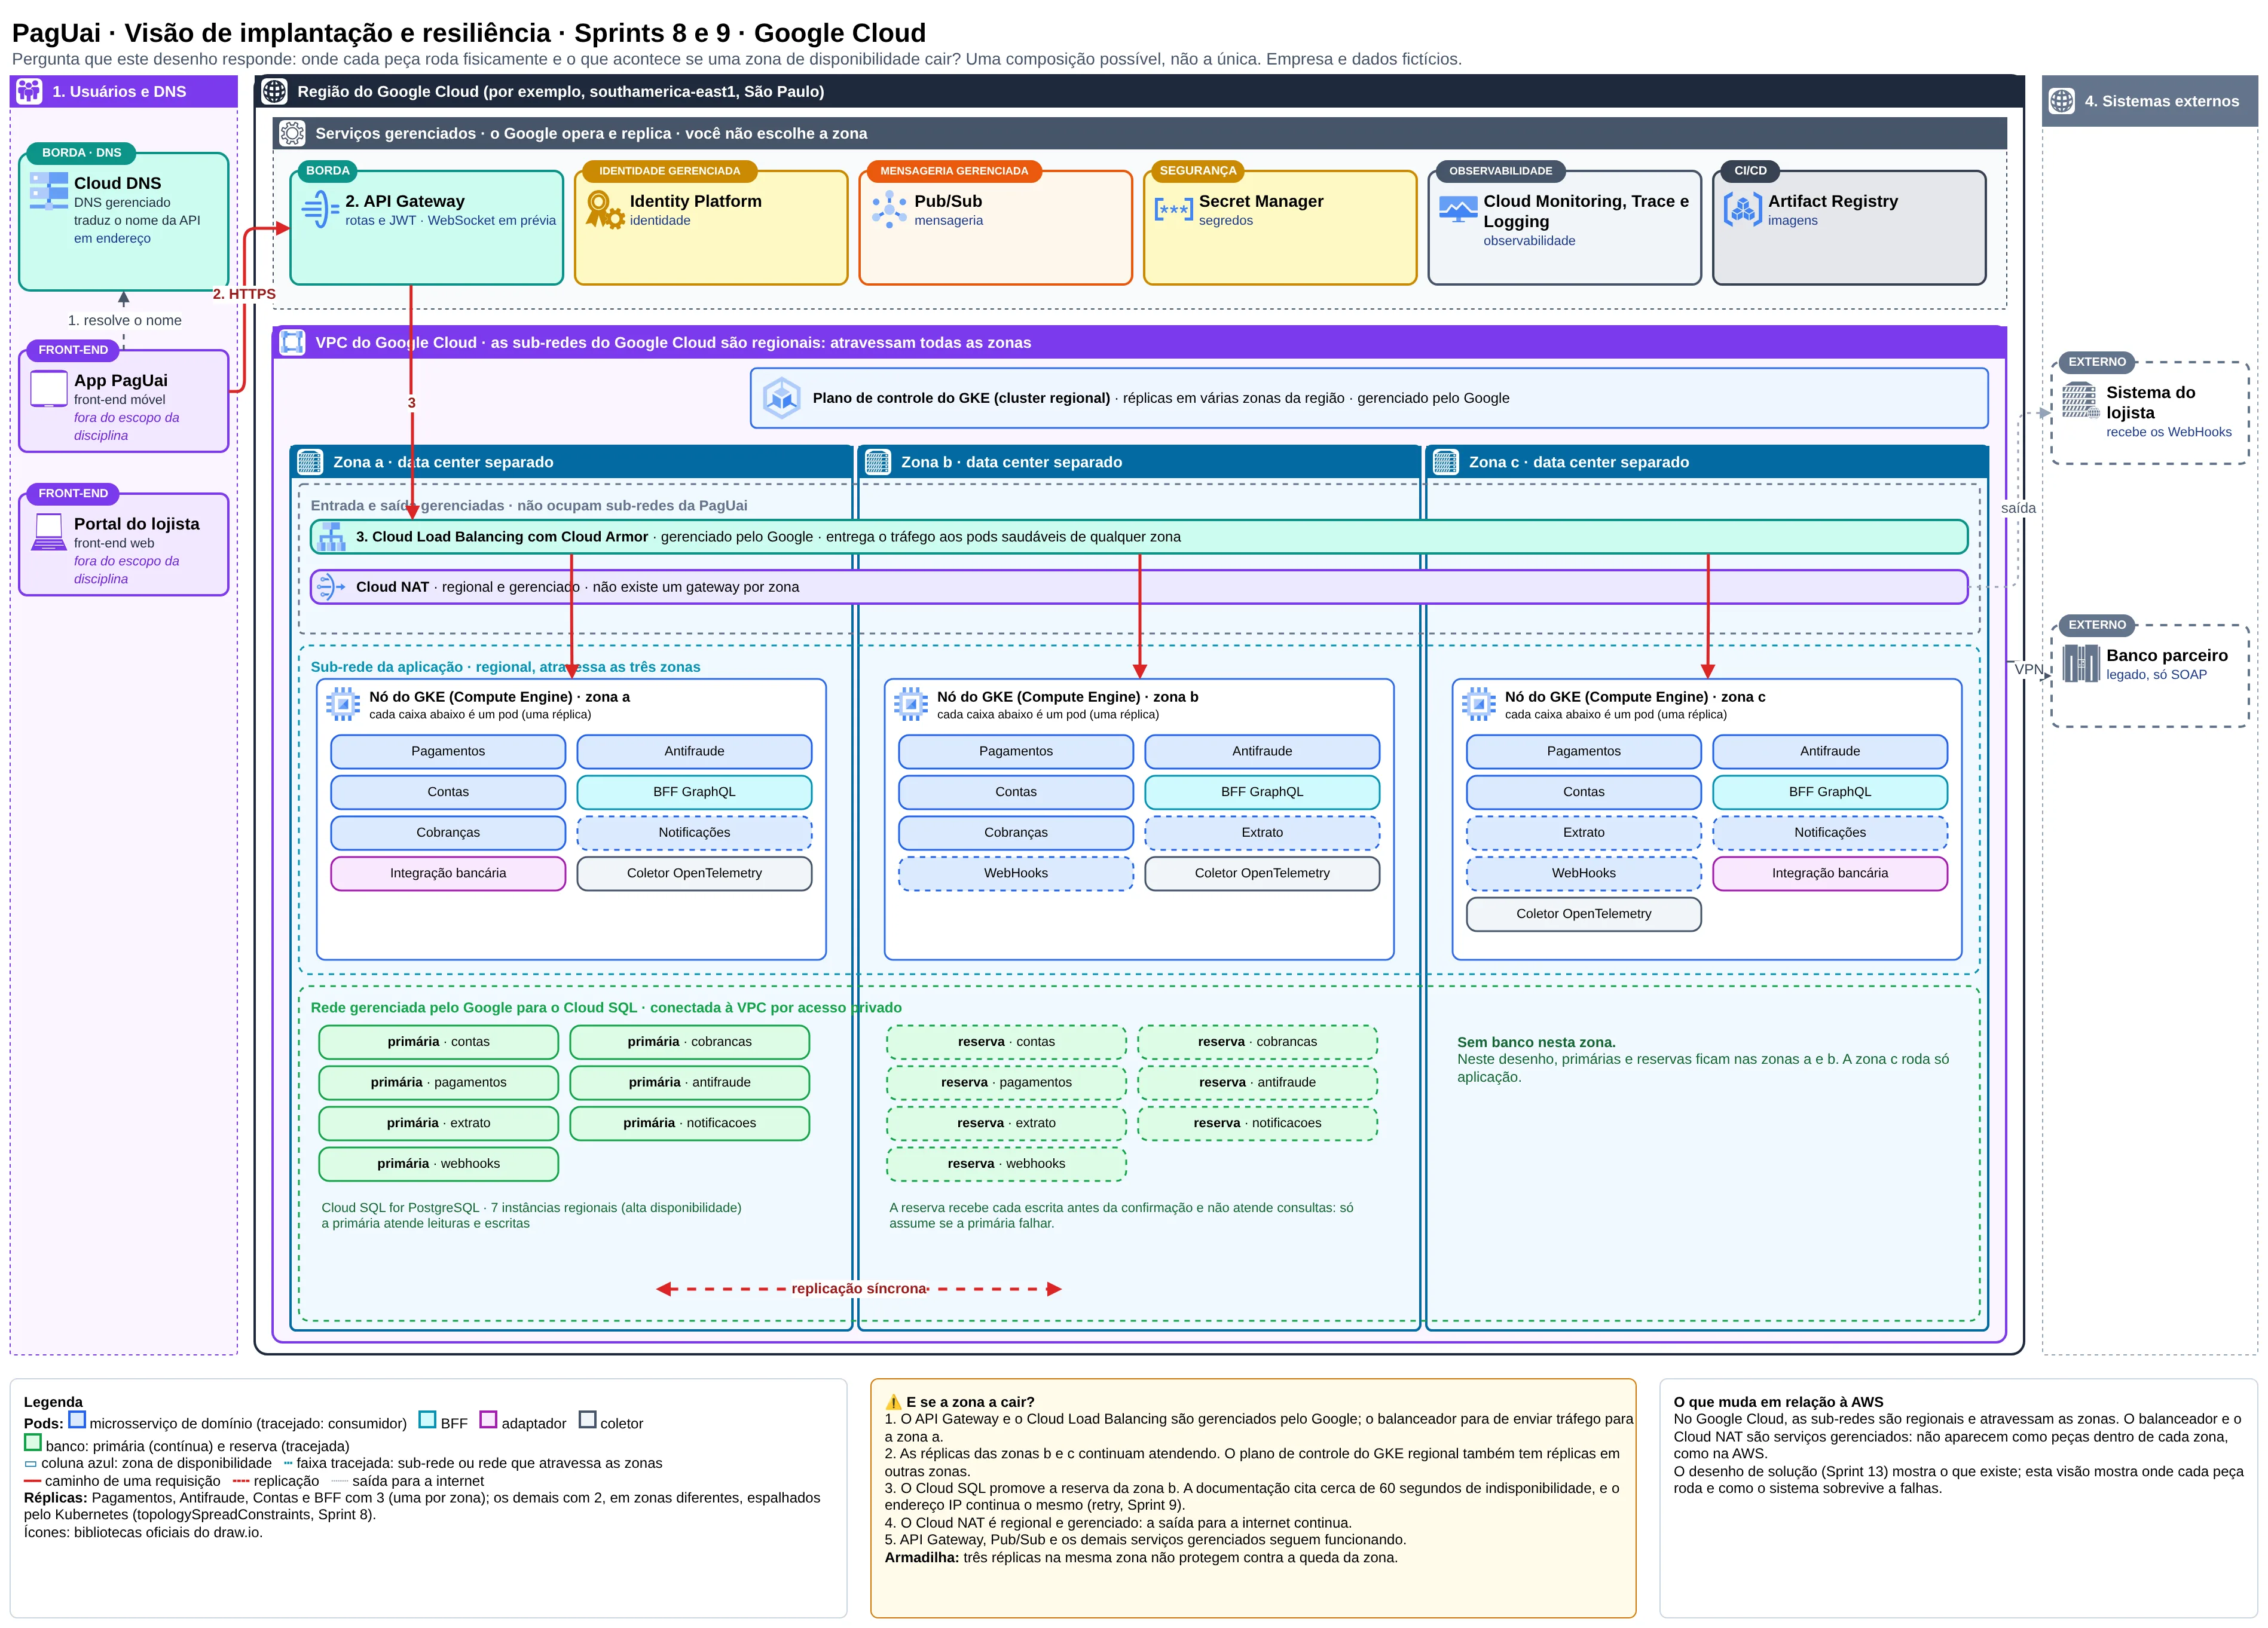 PagUai · Visão de implantação e resiliência · Sprints 8 e 9 · Google Cloud
Pergunta que este desenho responde: onde cada peça roda fisicamente e o que acontece se uma zona de disponibilidade cair? Uma composição possível, não a única. Empresa e dados fictícios.
1. Usuários e DNS
BORDA · DNS
Cloud DNS
DNS gerenciado
traduz o nome da API
em endereço
1. resolve o nome
FRONT-END
App PagUai
front-end móvel
fora do escopo da
disciplina
FRONT-END
Portal do lojista
front-end web
fora do escopo da
disciplina
2. HTTPS
Região do Google Cloud (por exemplo, southamerica-east1, São Paulo)
Serviços gerenciados · o Google opera e replica · você não escolhe a zona
BORDA
2. API Gateway
rotas e JWT · WebSocket em prévia
IDENTIDADE GERENCIADA
Identity Platform
identidade
MENSAGERIA GERENCIADA
Pub/Sub
mensageria
SEGURANÇA
Secret Manager
segredos
OBSERVABILIDADE
Cloud Monitoring, Trace e
Logging
observabilidade
CI/CD
Artifact Registry
imagens
VPC do Google Cloud · as sub-redes do Google Cloud são regionais: atravessam todas as zonas
Plano de controle do GKE (cluster regional) · réplicas em várias zonas da região · gerenciado pelo Google
3
Zona a · data center separado
Zona b · data center separado
Zona c · data center separado
Entrada e saída gerenciadas · não ocupam sub-redes da PagUai
3. Cloud Load Balancing com Cloud Armor · gerenciado pelo Google · entrega o tráfego aos pods saudáveis de qualquer zona
Cloud NAT · regional e gerenciado · não existe um gateway por zona
Sub-rede da aplicação · regional, atravessa as três zonas
Nó do GKE (Compute Engine) · zona a
cada caixa abaixo é um pod (uma réplica)
Pagamentos
Antifraude
Contas
BFF GraphQL
Cobranças
Notificações
Integração bancária
Coletor OpenTelemetry
Nó do GKE (Compute Engine) · zona b
cada caixa abaixo é um pod (uma réplica)
Pagamentos
Antifraude
Contas
BFF GraphQL
Cobranças
Extrato
WebHooks
Coletor OpenTelemetry
Nó do GKE (Compute Engine) · zona c
cada caixa abaixo é um pod (uma réplica)
Pagamentos
Antifraude
Contas
BFF GraphQL
Extrato
Notificações
WebHooks
Integração bancária
Coletor OpenTelemetry
Rede gerenciada pelo Google para o Cloud SQL · conectada à VPC por acesso privado
primária · contas
primária · cobrancas
primária · pagamentos
primária · antifraude
primária · extrato
primária · notificacoes
primária · webhooks
Cloud SQL for PostgreSQL · 7 instâncias regionais (alta disponibilidade)
a primária atende leituras e escritas
reserva · contas
reserva · cobrancas
reserva · pagamentos
reserva · antifraude
reserva · extrato
reserva · notificacoes
reserva · webhooks
A reserva recebe cada escrita antes da confirmação e não atende consultas: só
assume se a primária falhar.
Sem banco nesta zona.
Neste desenho, primárias e reservas ficam nas zonas a e b. A zona c roda só
aplicação.
replicação síncrona
4. Sistemas externos
EXTERNO
Sistema do
lojista
recebe os WebHooks
saída
EXTERNO
Banco parceiro
legado, só SOAP
VPN
Legenda
Pods: microsserviço de domínio (tracejado: consumidor) BFF adaptador coletor
banco: primária (contínua) e reserva (tracejada)
coluna azul: zona de disponibilidade faixa tracejada: sub-rede ou rede que atravessa as zonas
caminho de uma requisição replicação saída para a internet
Réplicas: Pagamentos, Antifraude, Contas e BFF com 3 (uma por zona); os demais com 2, em zonas diferentes, espalhados
pelo Kubernetes (topologySpreadConstraints, Sprint 8).
Ícones: bibliotecas oficiais do draw.io.
⚠️ E se a zona a cair?
1. O API Gateway e o Cloud Load Balancing são gerenciados pelo Google; o balanceador para de enviar tráfego para
a zona a.
2. As réplicas das zonas b e c continuam atendendo. O plano de controle do GKE regional também tem réplicas em
outras zonas.
3. O Cloud SQL promove a reserva da zona b. A documentação cita cerca de 60 segundos de indisponibilidade, e o
endereço IP continua o mesmo (retry, Sprint 9).
4. O Cloud NAT é regional e gerenciado: a saída para a internet continua.
5. API Gateway, Pub/Sub e os demais serviços gerenciados seguem funcionando.
Armadilha: três réplicas na mesma zona não protegem contra a queda da zona.
O que muda em relação à AWS
No Google Cloud, as sub-redes são regionais e atravessam as zonas. O balanceador e o
Cloud NAT são serviços gerenciados: não aparecem como peças dentro de cada zona,
como na AWS.
O desenho de solução (Sprint 13) mostra o que existe; esta visão mostra onde cada peça
roda e como o sistema sobrevive a falhas.